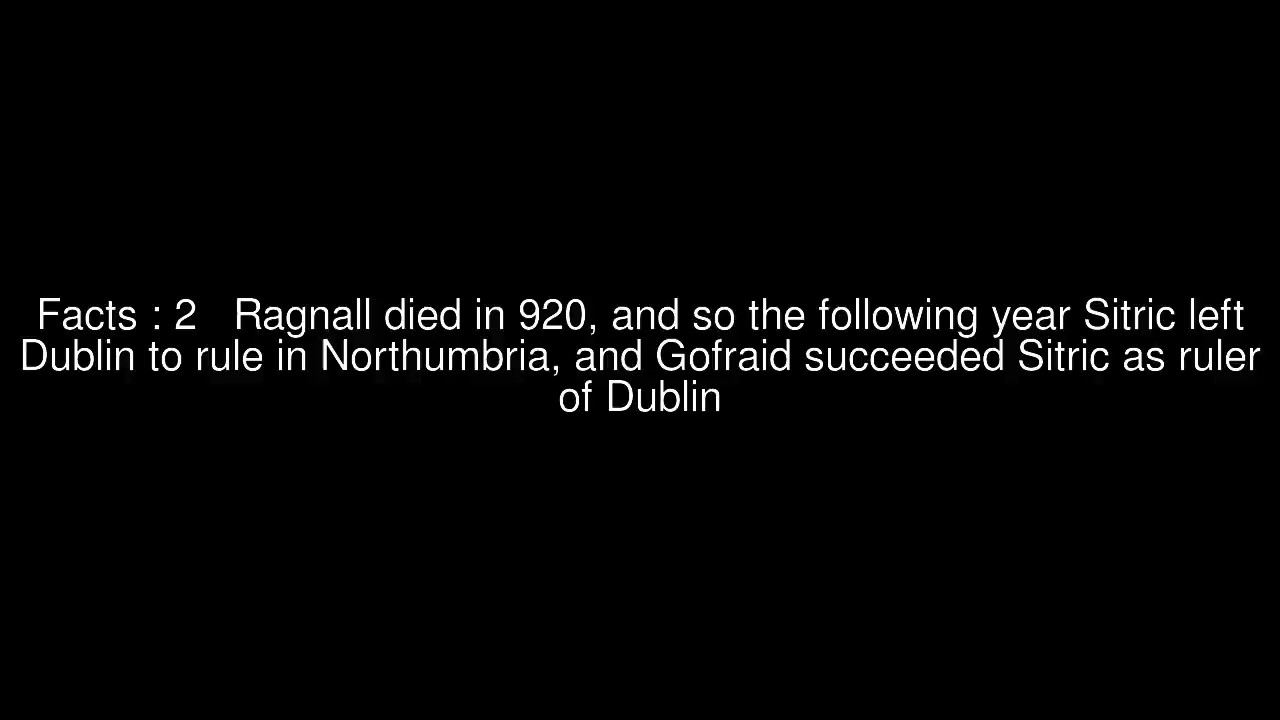 Facts : 2   Ragnall died in 920, and so the following year Sitric left
Dublin to rule in Northumbria, and Gofraid succeeded Sitric as ruler
of Dublin